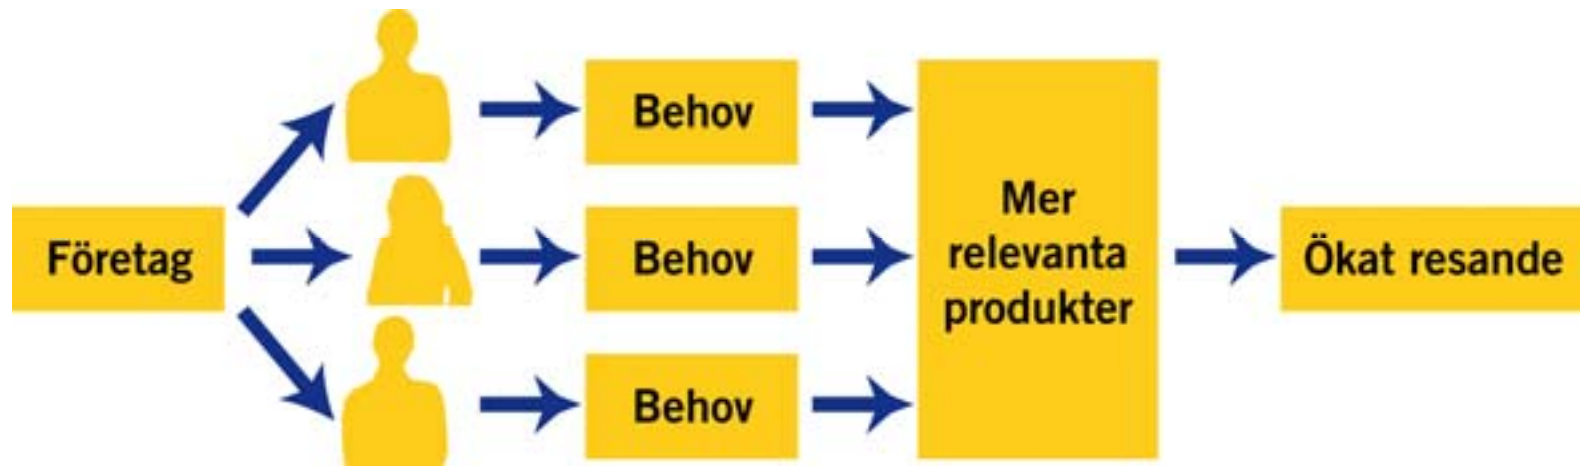 Företag
Behov
Behov
Behov
Mer
relevanta
produkter
Ökat resande